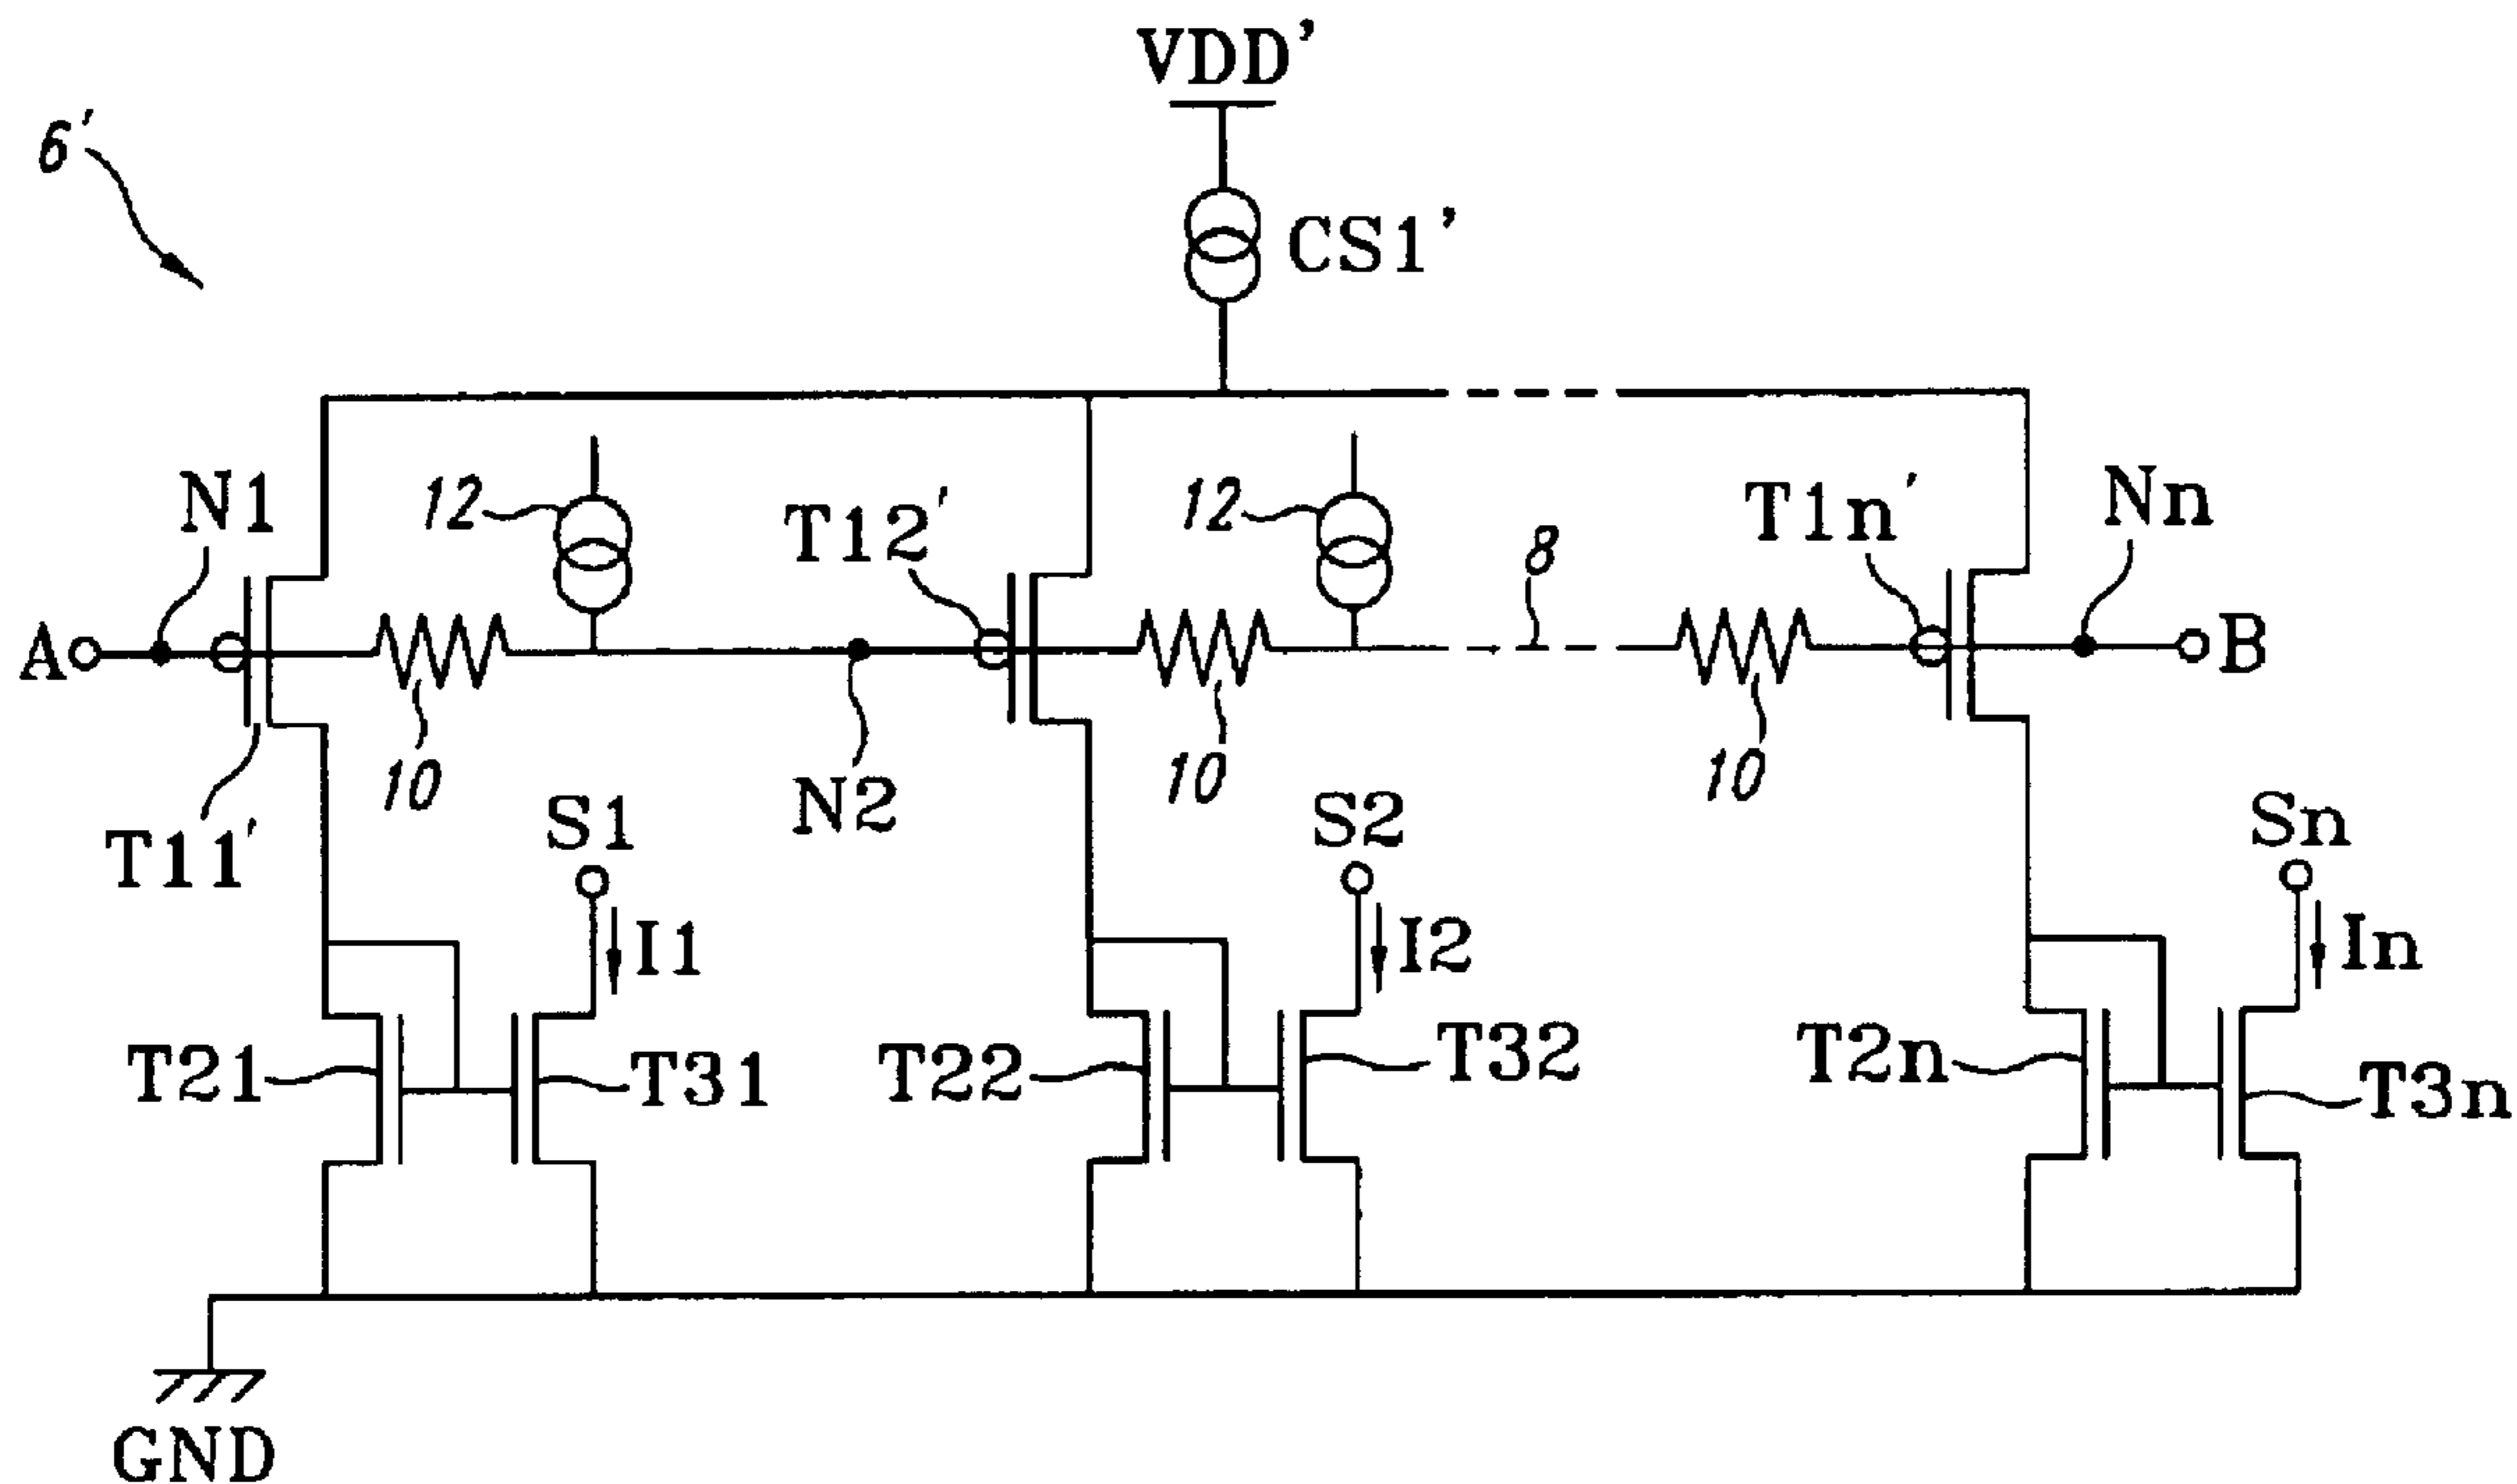 VDD'
6'
CS1'
N1
12
T12'
12
8
T1n'
Nn
A
B
10
N2
10
10
T11'
S1
S2
Sn
I1
I2
In
T21
T31
T22
T32
T2n
T3n
GND